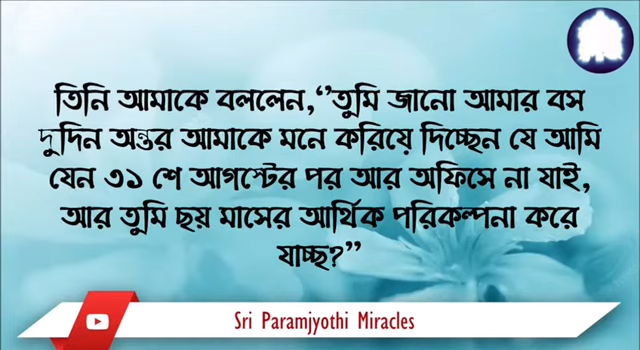 তিনি আমাকে বললেন,‘’তুমি জানো আমার বস
দুদিন অন্তর আমাকে মনে করিয়ে দিচ্ছেন যে আমি
যেন ৩১ শে আগস্টের পর আর অফিসে না যাই,
আর তুমি ছয় মাসের আর্থিক পরিকল্পনা করে
যাচ্ছ?’’
Sri Paramjyothi Miracles